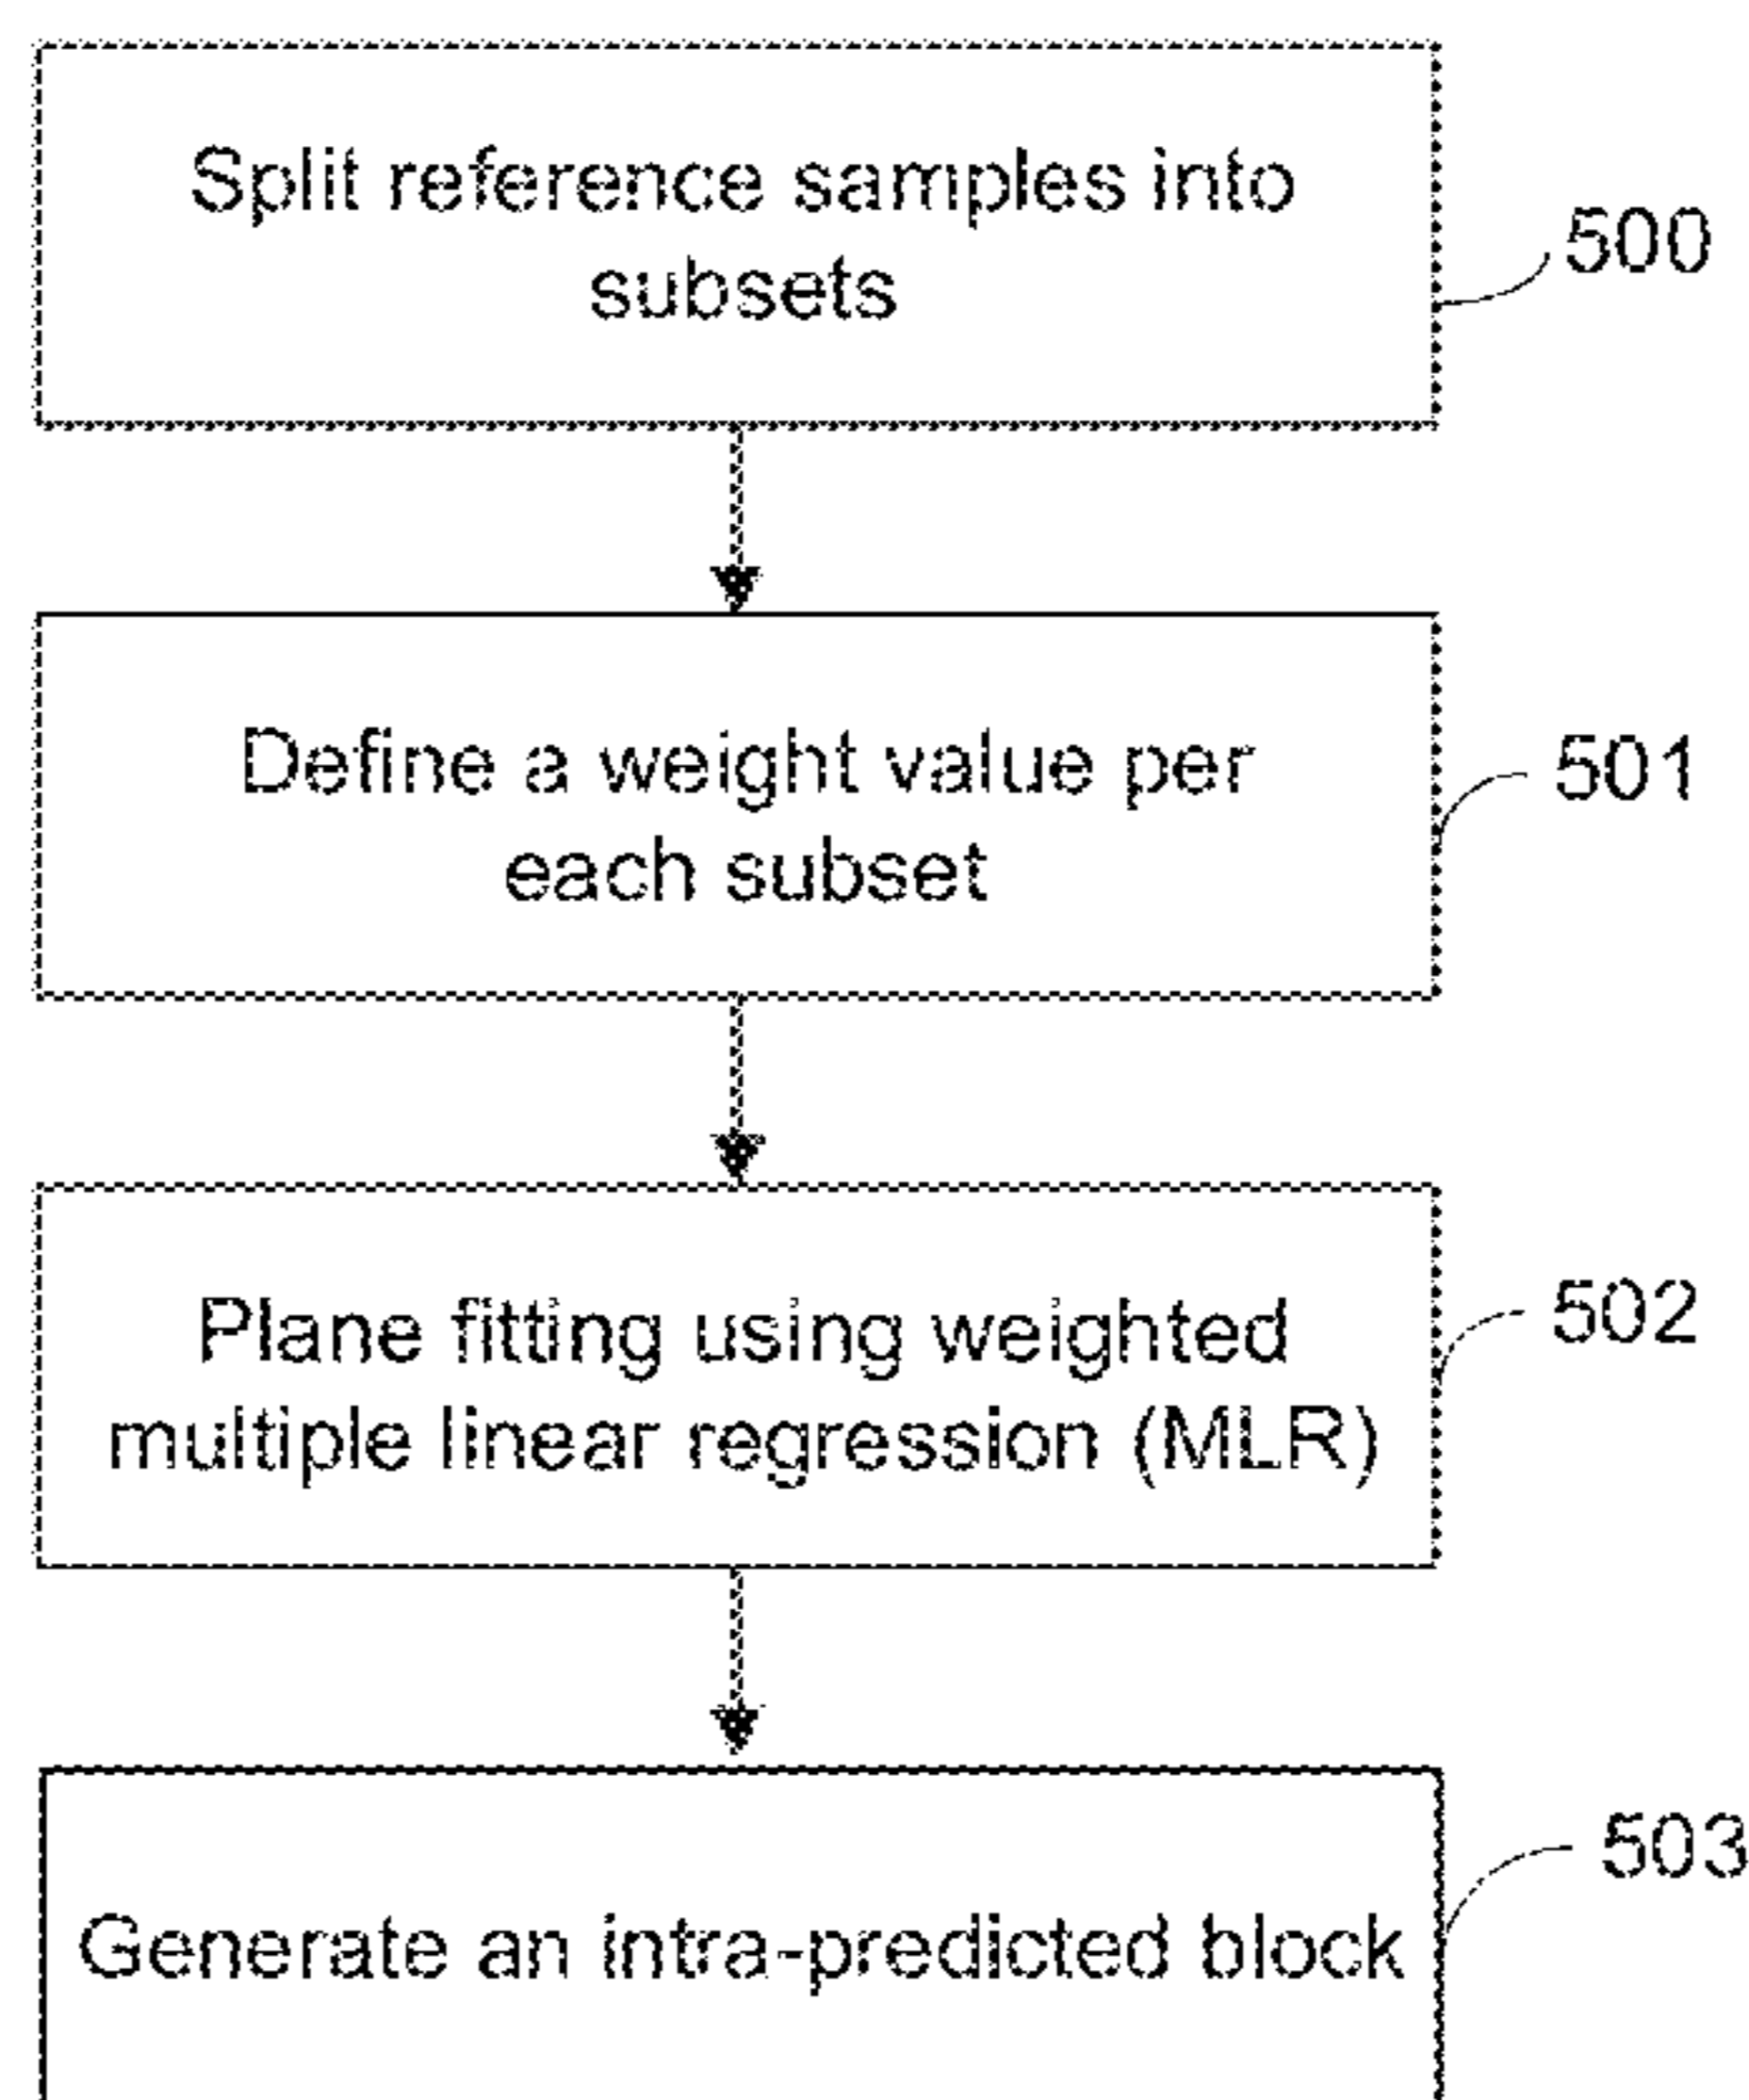 Split reference samples into
subsets
500
Define a weight value per
each subset
501
Plane fitting using weighted
multiple linear regression (MLR)
502
Generate an intra-predicted block
503